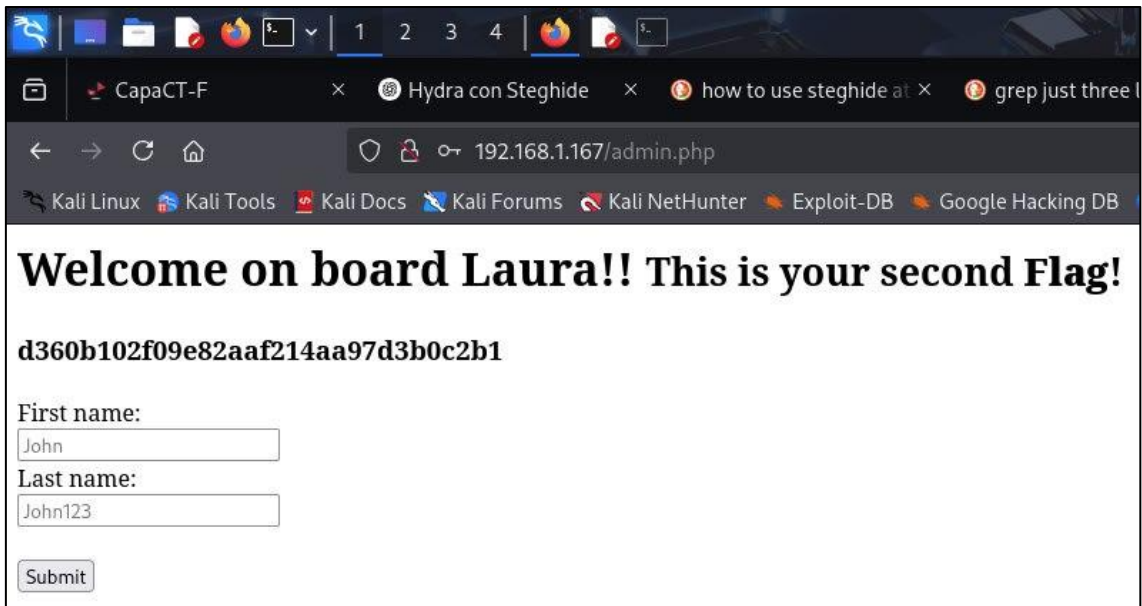 1 2 3 4
CapaCT-F × Hydra con Steghide × how to use steghide at × grep just three l
192.168.1.167/admin.php
Kali Linux Kali Tools Kali Docs Kali Forums Kali NetHunter Exploit-DB Google Hacking DB
Welcome on board Laura!! This is your second Flag!
d360b102f09e82aaf214aa97d3b0c2b1
First name:
John
Last name:
John123
Submit